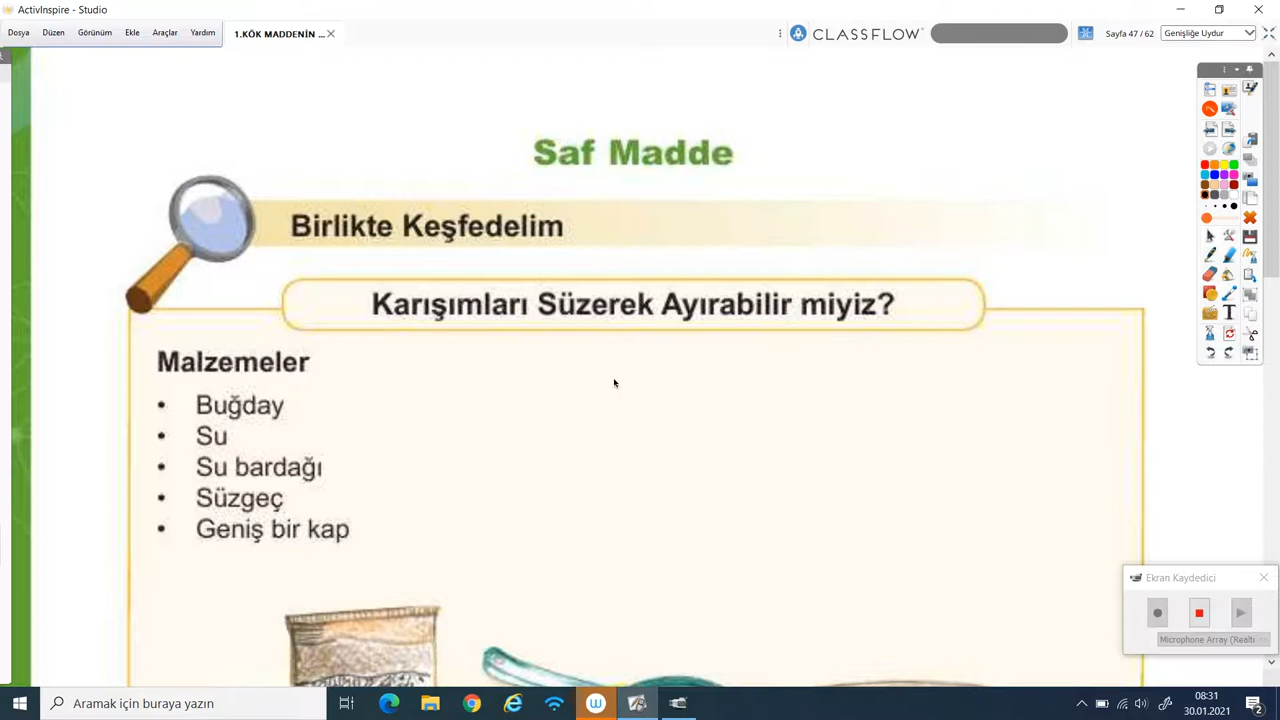 ActivInspire - Studio
Dosya Düzen Görünüm Ekle Araçlar Yardım
1.KÖK MADDENİN ...
CLASSFLOW
Sayfa 47 / 62
Genişliğe Uydur
Saf Madde
Birlikte Keşfedelim
Karışımları Süzerek Ayırabilir miyiz?
Malzemeler
• Buğday
• Su
• Su bardağı
• Süzgeç
• Geniş bir kap
Ekran Kaydedici
Microphone Array (Realt
Aramak için buraya yazın
08:31
30.01.2021
2